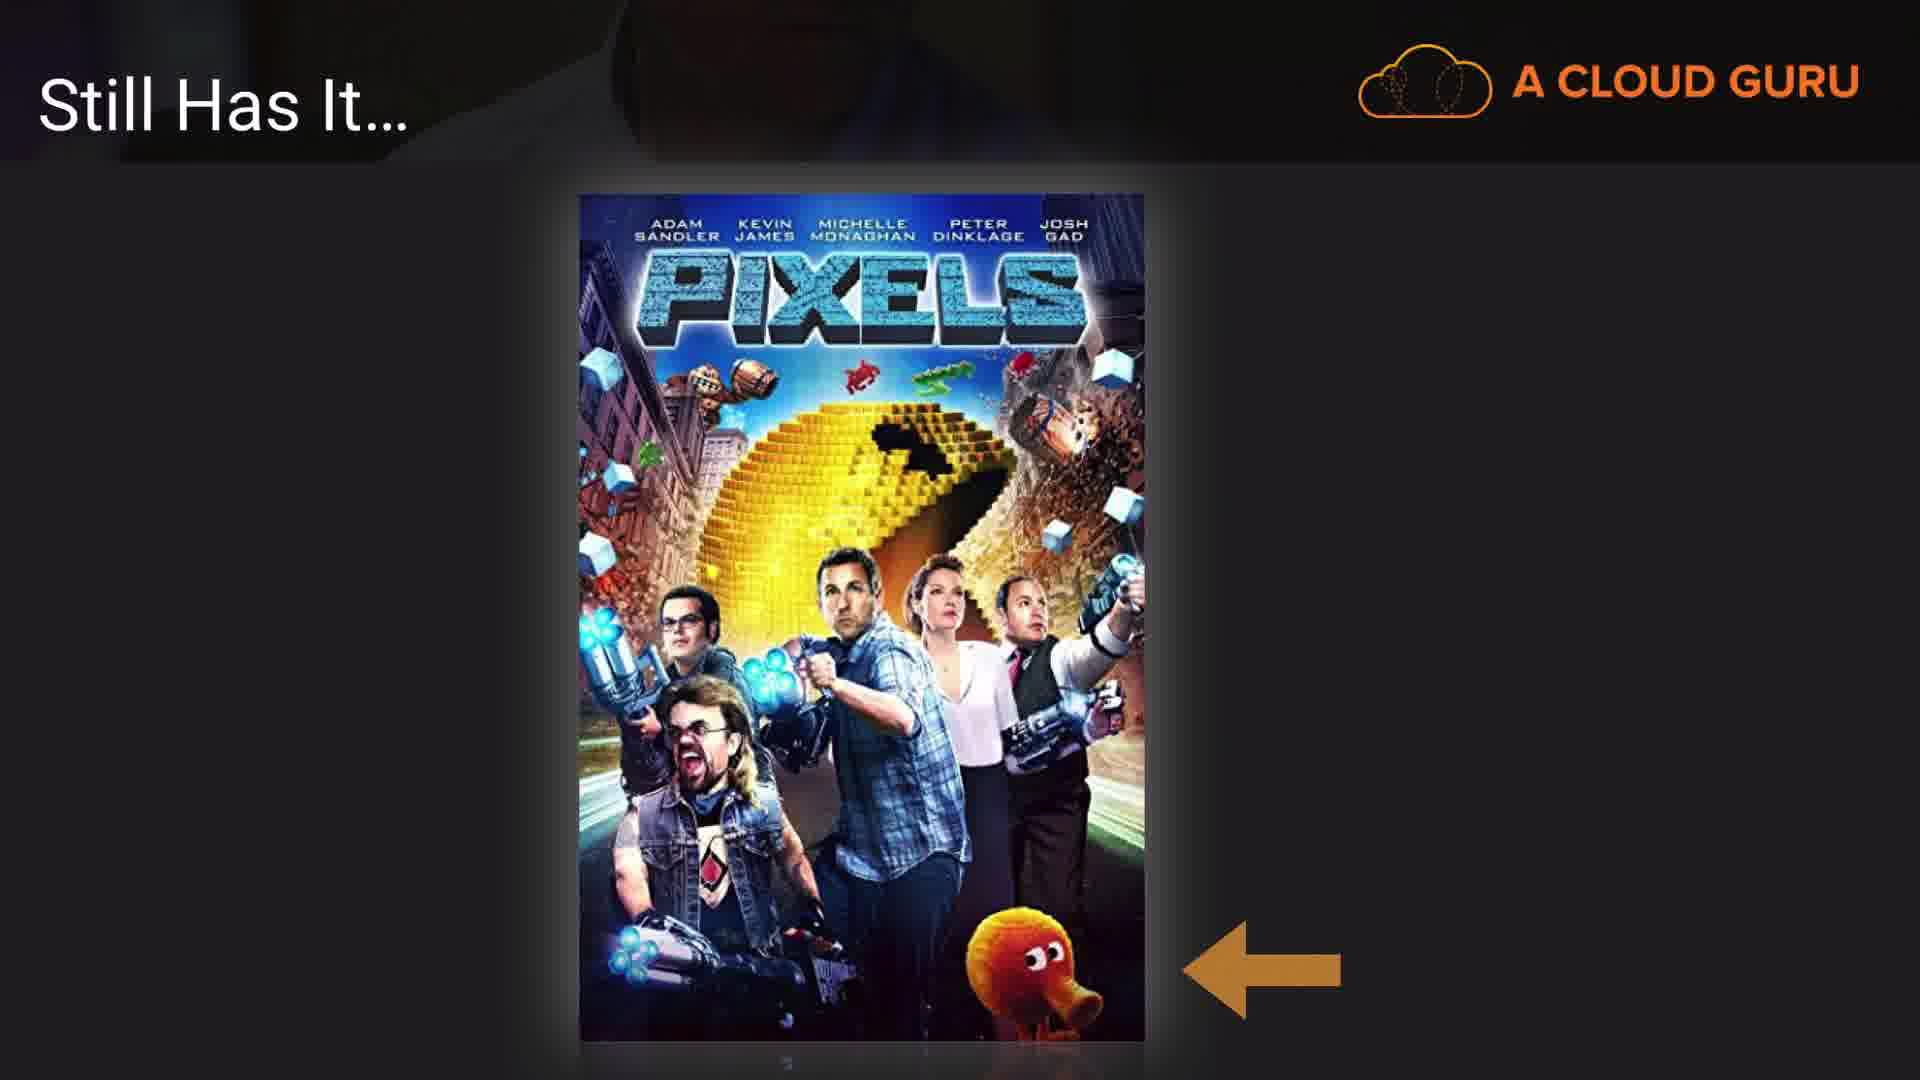 Still Has It...
A CLOUD GURU
ADAM SANDLER KEVIN JAMES MICHELLE MONAGHAN PETER DINKLAGE JOSH GAD
PIXELS